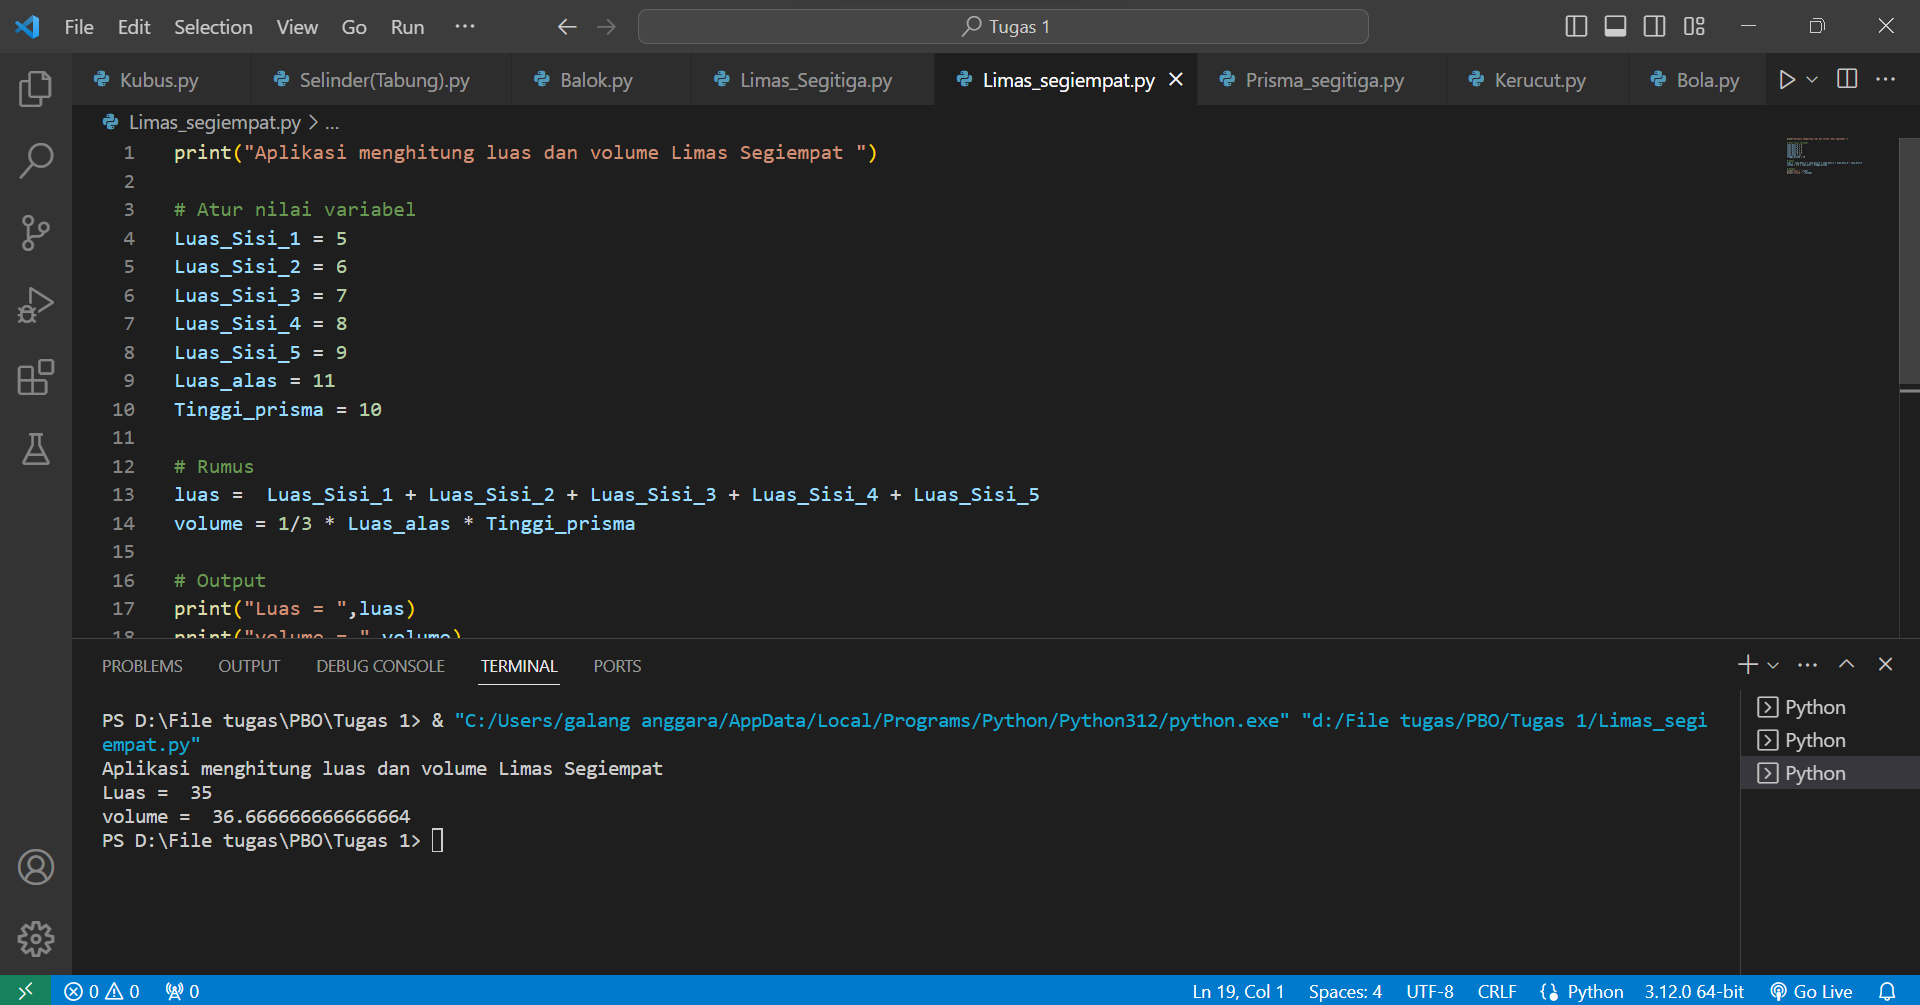 File Edit Selection View Go Run ··· Tugas 1
Kubus.py Selinder(Tabung).py Balok.py Limas_Segitiga.py Limas_segiempat.py Prisma_segitiga.py Kerucut.py Bola.py
Limas_segiempat.py > ...
1 print("Aplikasi menghitung luas dan volume Limas Segiempat ")
2
3 # Atur nilai variabel
4 Luas_Sisi_1 = 5
5 Luas_Sisi_2 = 6
6 Luas_Sisi_3 = 7
7 Luas_Sisi_4 = 8
8 Luas_Sisi_5 = 9
9 Luas_alas = 11
10 Tinggi_prisma = 10
11
12 # Rumus
13 luas =  Luas_Sisi_1 + Luas_Sisi_2 + Luas_Sisi_3 + Luas_Sisi_4 + Luas_Sisi_5
14 volume = 1/3 * Luas_alas * Tinggi_prisma
15
16 # Output
17 print("Luas = ",luas)
18 print("volume = ",volume)
PROBLEMS OUTPUT DEBUG CONSOLE TERMINAL PORTS
PS D:\File tugas\PBO\Tugas 1> & "C:/Users/galang anggara/AppData/Local/Programs/Python/Python312/python.exe" "d:/File tugas/PBO/Tugas 1/Limas_segi
empat.py"
Aplikasi menghitung luas dan volume Limas Segiempat
Luas =  35
volume =  36.666666666666664
PS D:\File tugas\PBO\Tugas 1>
Python
Python
Python
0 0 0 Ln 19, Col 1 Spaces: 4 UTF-8 CRLF Python 3.12.0 64-bit Go Live